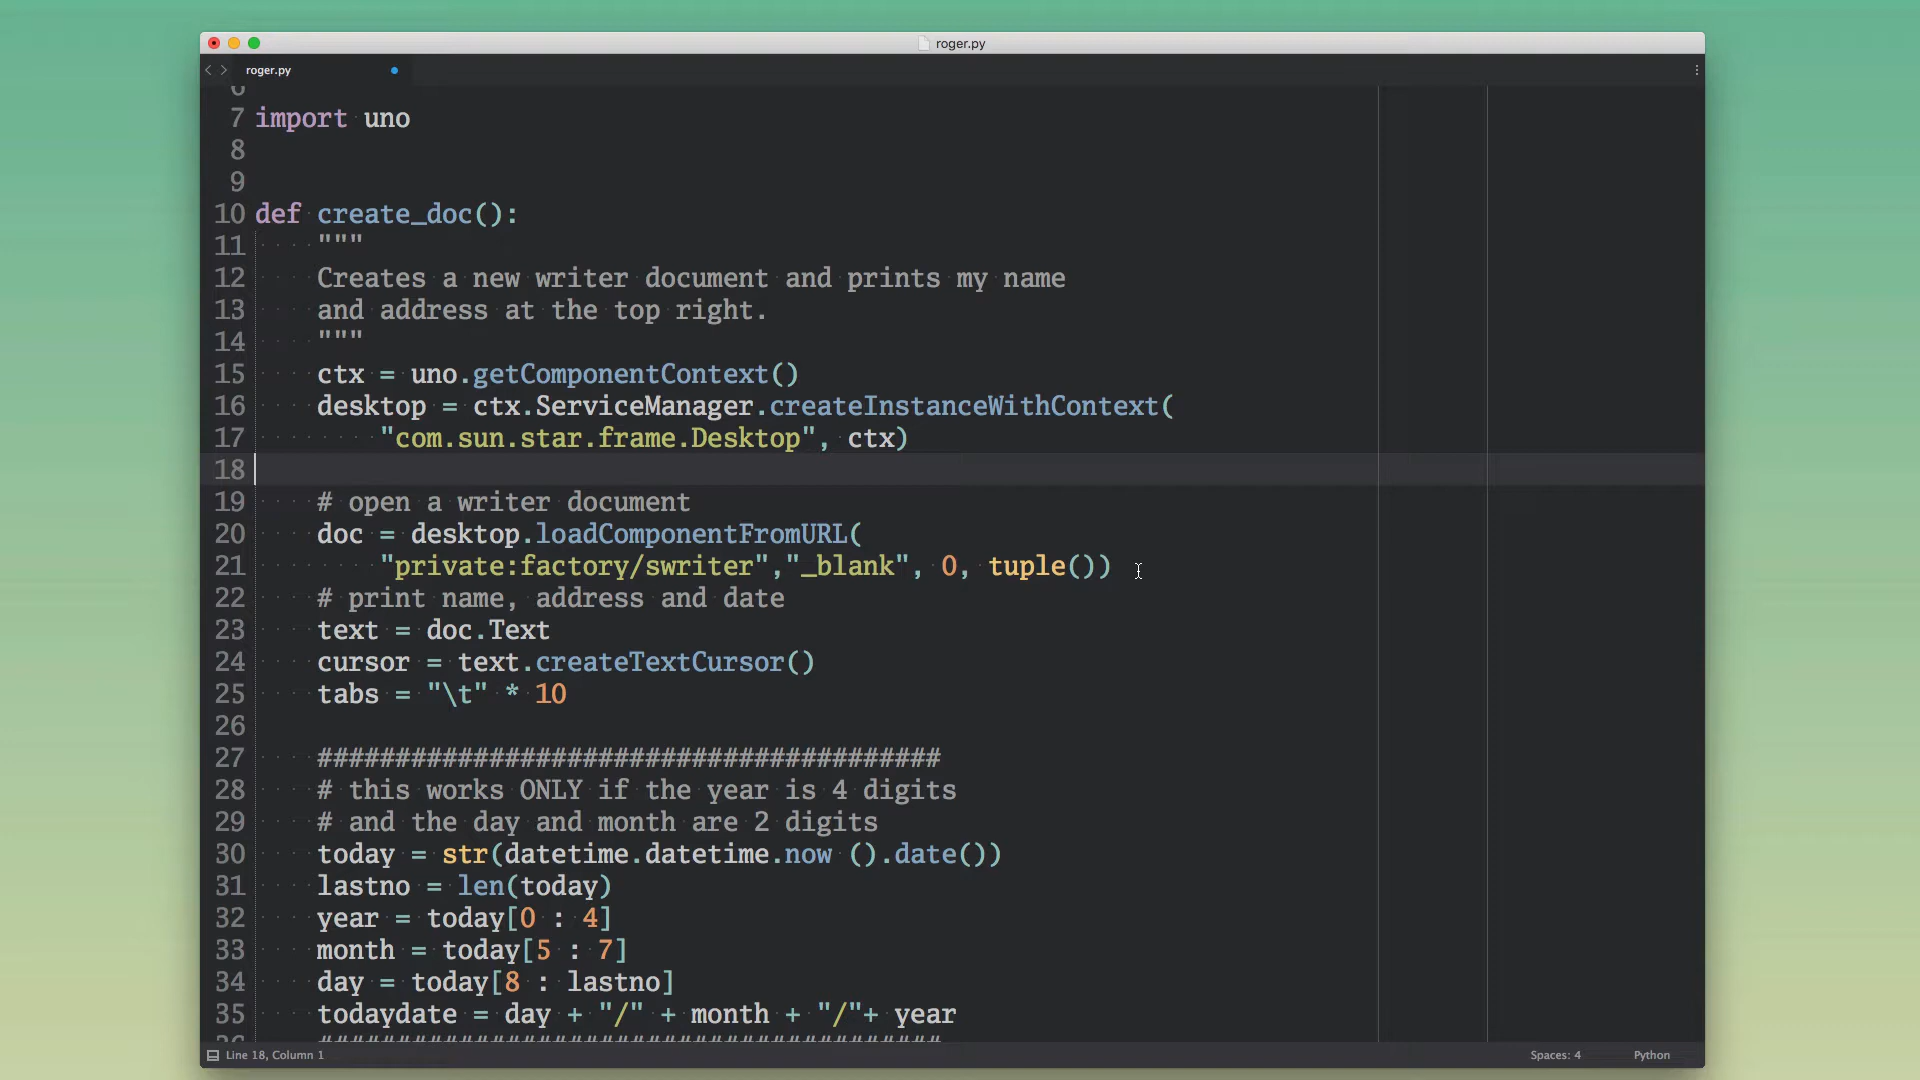 roger.py
roger.py
6
7 import uno
8
9
10 def create_doc():
11     """
12     Creates a new writer document and prints my name
13     and address at the top right.
14     """
15     ctx = uno.getComponentContext()
16     desktop = ctx.ServiceManager.createInstanceWithContext(
17         "com.sun.star.frame.Desktop", ctx)
18
19     # open a writer document
20     doc = desktop.loadComponentFromURL(
21         "private:factory/swriter","_blank", 0, tuple())
22     # print name, address and date
23     text = doc.Text
24     cursor = text.createTextCursor()
25     tabs = "\t" * 10
26
27     ########################################
28     # this works ONLY if the year is 4 digits
29     # and the day and month are 2 digits
30     today = str(datetime.datetime.now ().date())
31     lastno = len(today)
32     year = today[0 : 4]
33     month = today[5 : 7]
34     day = today[8 : lastno]
35     todaydate = day + "/" + month + "/"+ year
36     ########################################
Line 18, Column 1
Spaces: 4
Python